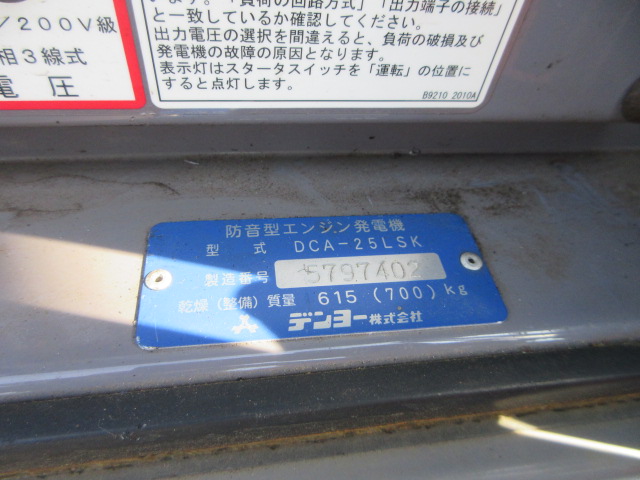 /200V級
相3線式
電圧
います。「負荷の回路方式」「出力端子の接続」
と一致しているか確認してください。
出力電圧の選択を間違えると、負荷の破損及び
発電機の故障の原因となります。
表示灯はスタータスイッチを「運転」の位置に
すると点灯します。
B9210 2010A
防音型エンジン発電機
型式 DCA-25LSK
製造番号 5797402
乾燥(整備)質量 615(700)kg
デンヨー株式会社